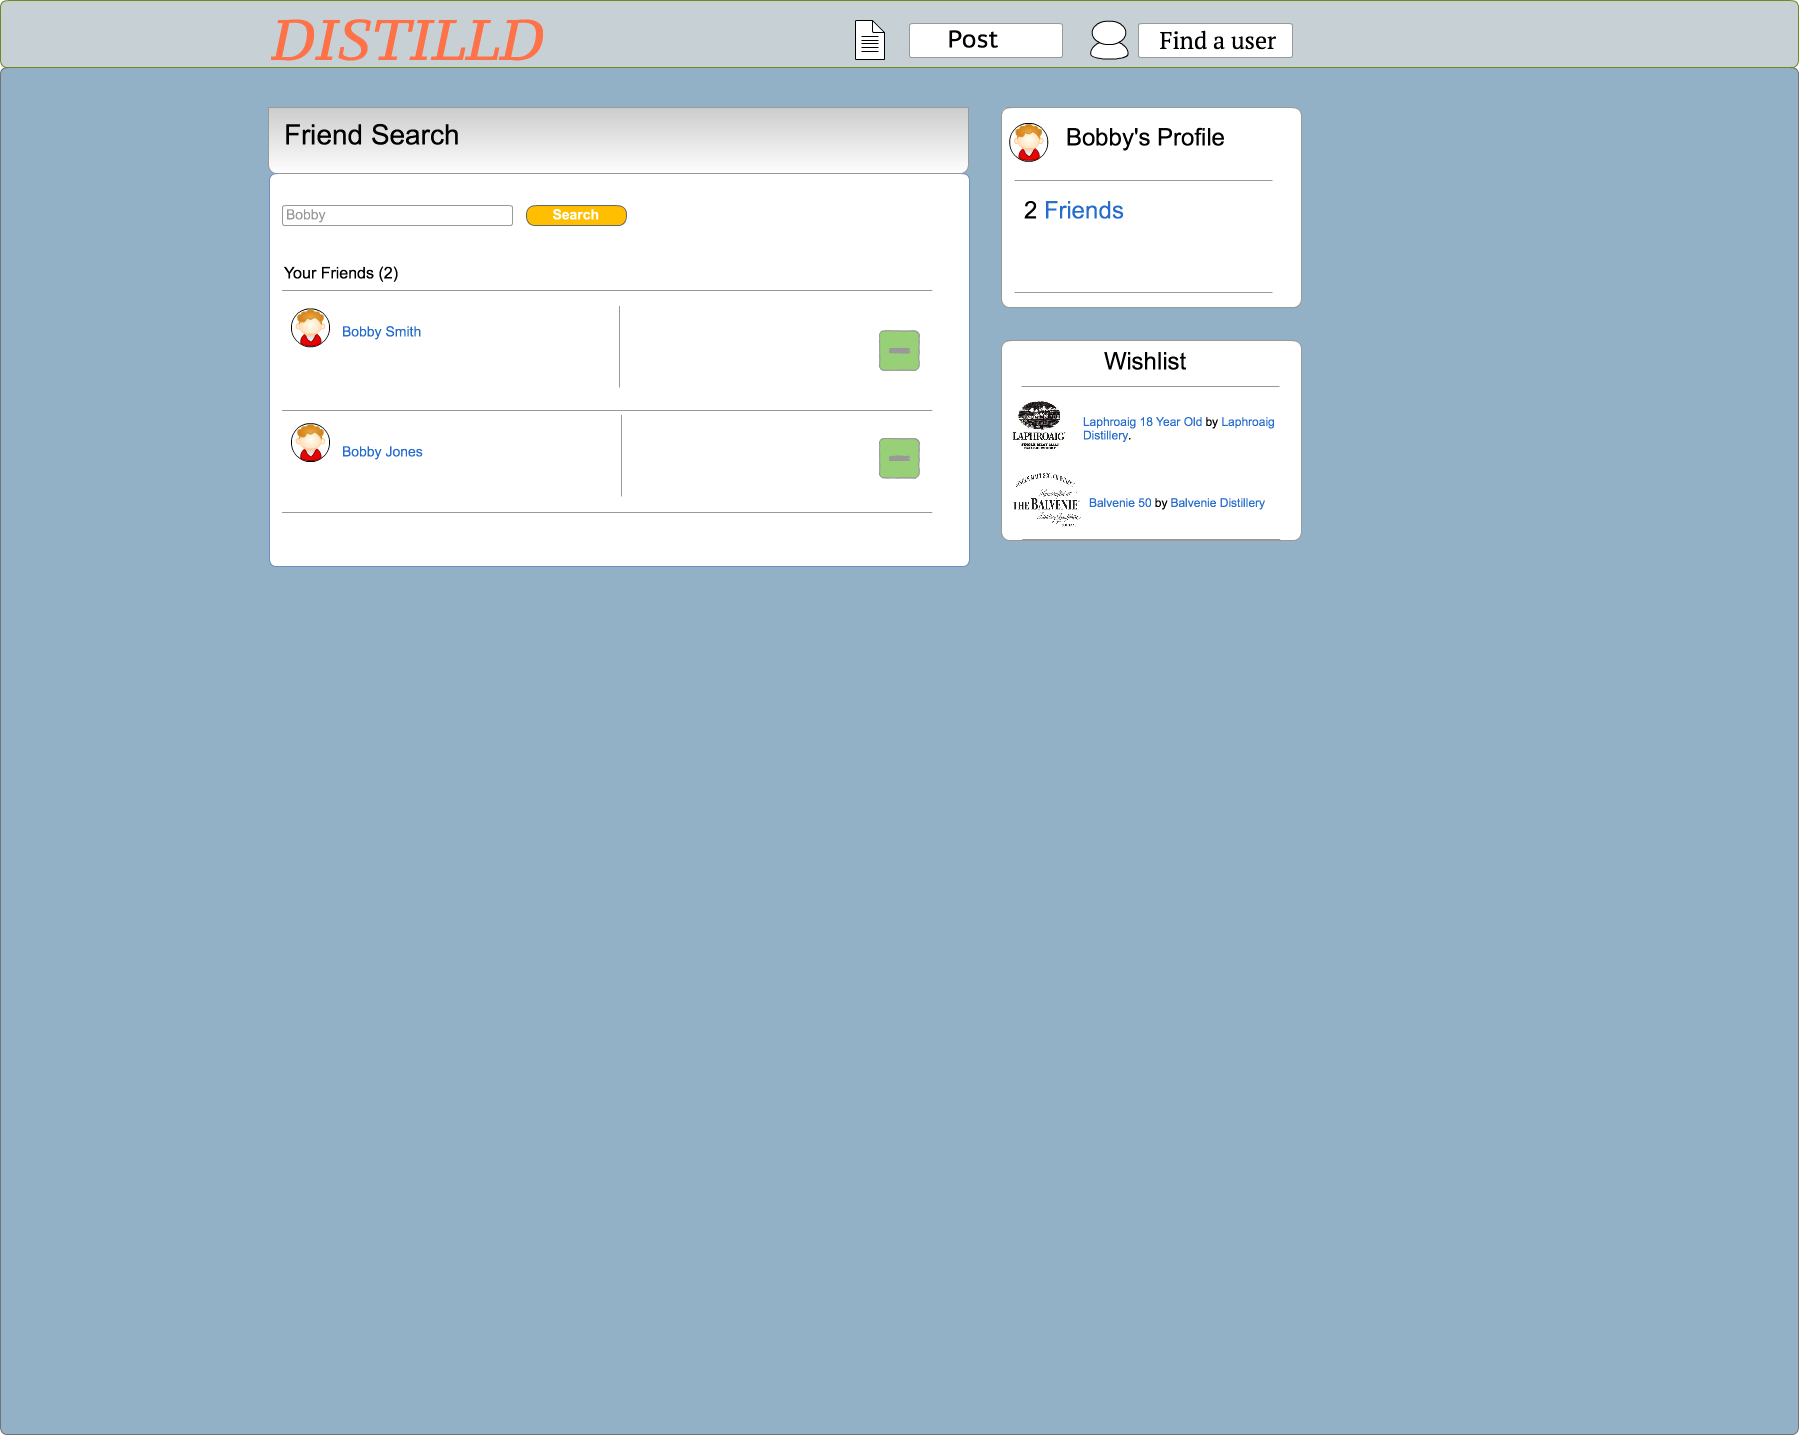 DISTILLD
Post
Find a user
Friend Search
Bobby
Search
Your Friends (2)
Bobby Smith
Bobby Jones
Bobby's Profile
2 Friends
Wishlist
LAPHROAIG
Laphroaig 18 Year Old by Laphroaig
Distillery.
THE BALVENIE
Balvenie 50 by Balvenie Distillery